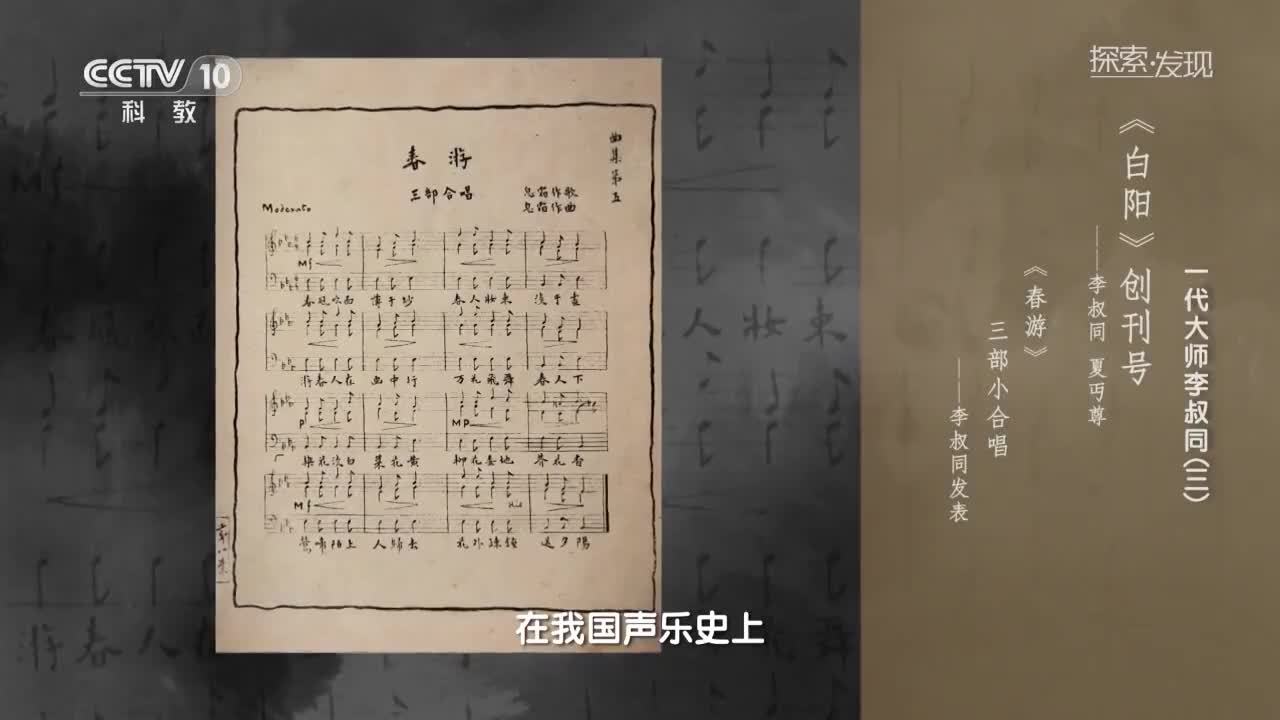 CCTV 10
科教
探索·发现
曲集第五
春游
三部合唱
息霜作歌
息霜作曲
Moderato
Mf
春风吹面薄于纱 春人妆束淡于画
游春人在画中行 万花飞舞春人下
P
MP
梨花淡白菜花黄 柳花委地芥花香
Mf
莺啼陌上人归去 花外疏钟送夕陽
一代大师李叔同(三)
《白阳》创刊号
——李叔同 夏丏尊
《春游》
三部小合唱
——李叔同发表
在我国声乐史上